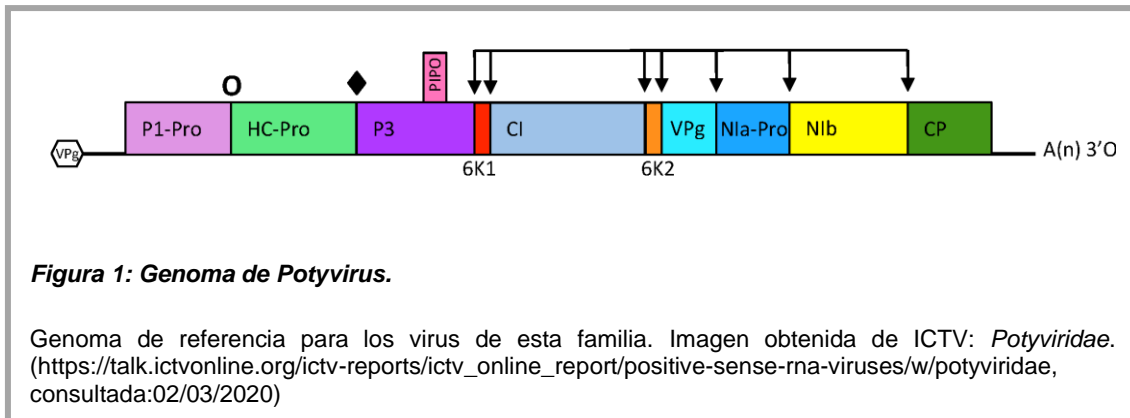 PIPO
P1-Pro HC-Pro P3 CI VPg NIa-Pro NIb CP
VPg
A(n) 3'O
6K1 6K2
Figura 1: Genoma de Potyvirus.
Genoma de referencia para los virus de esta familia. Imagen obtenida de ICTV: Potyviridae.
(https://talk.ictvonline.org/ictv-reports/ictv_online_report/positive-sense-rna-viruses/w/potyviridae,
consultada:02/03/2020)